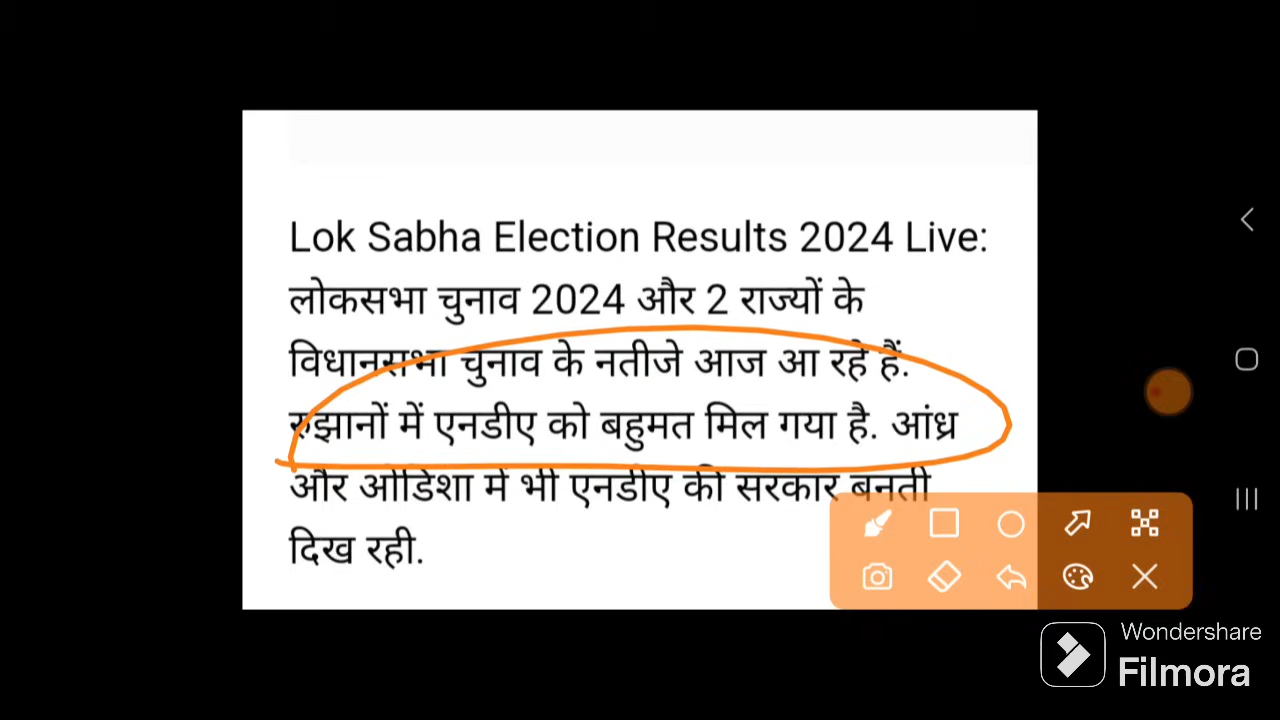 Lok Sabha Election Results 2024 Live:
लोकसभा चुनाव 2024 और 2 राज्यों के
विधानसभा चुनाव के नतीजे आज आ रहे हैं.
रुझानों में एनडीए को बहुमत मिल गया है. आंध्र
और ओडिशा में भी एनडीए की सरकार बनती
दिख रही.
Wondershare
Filmora